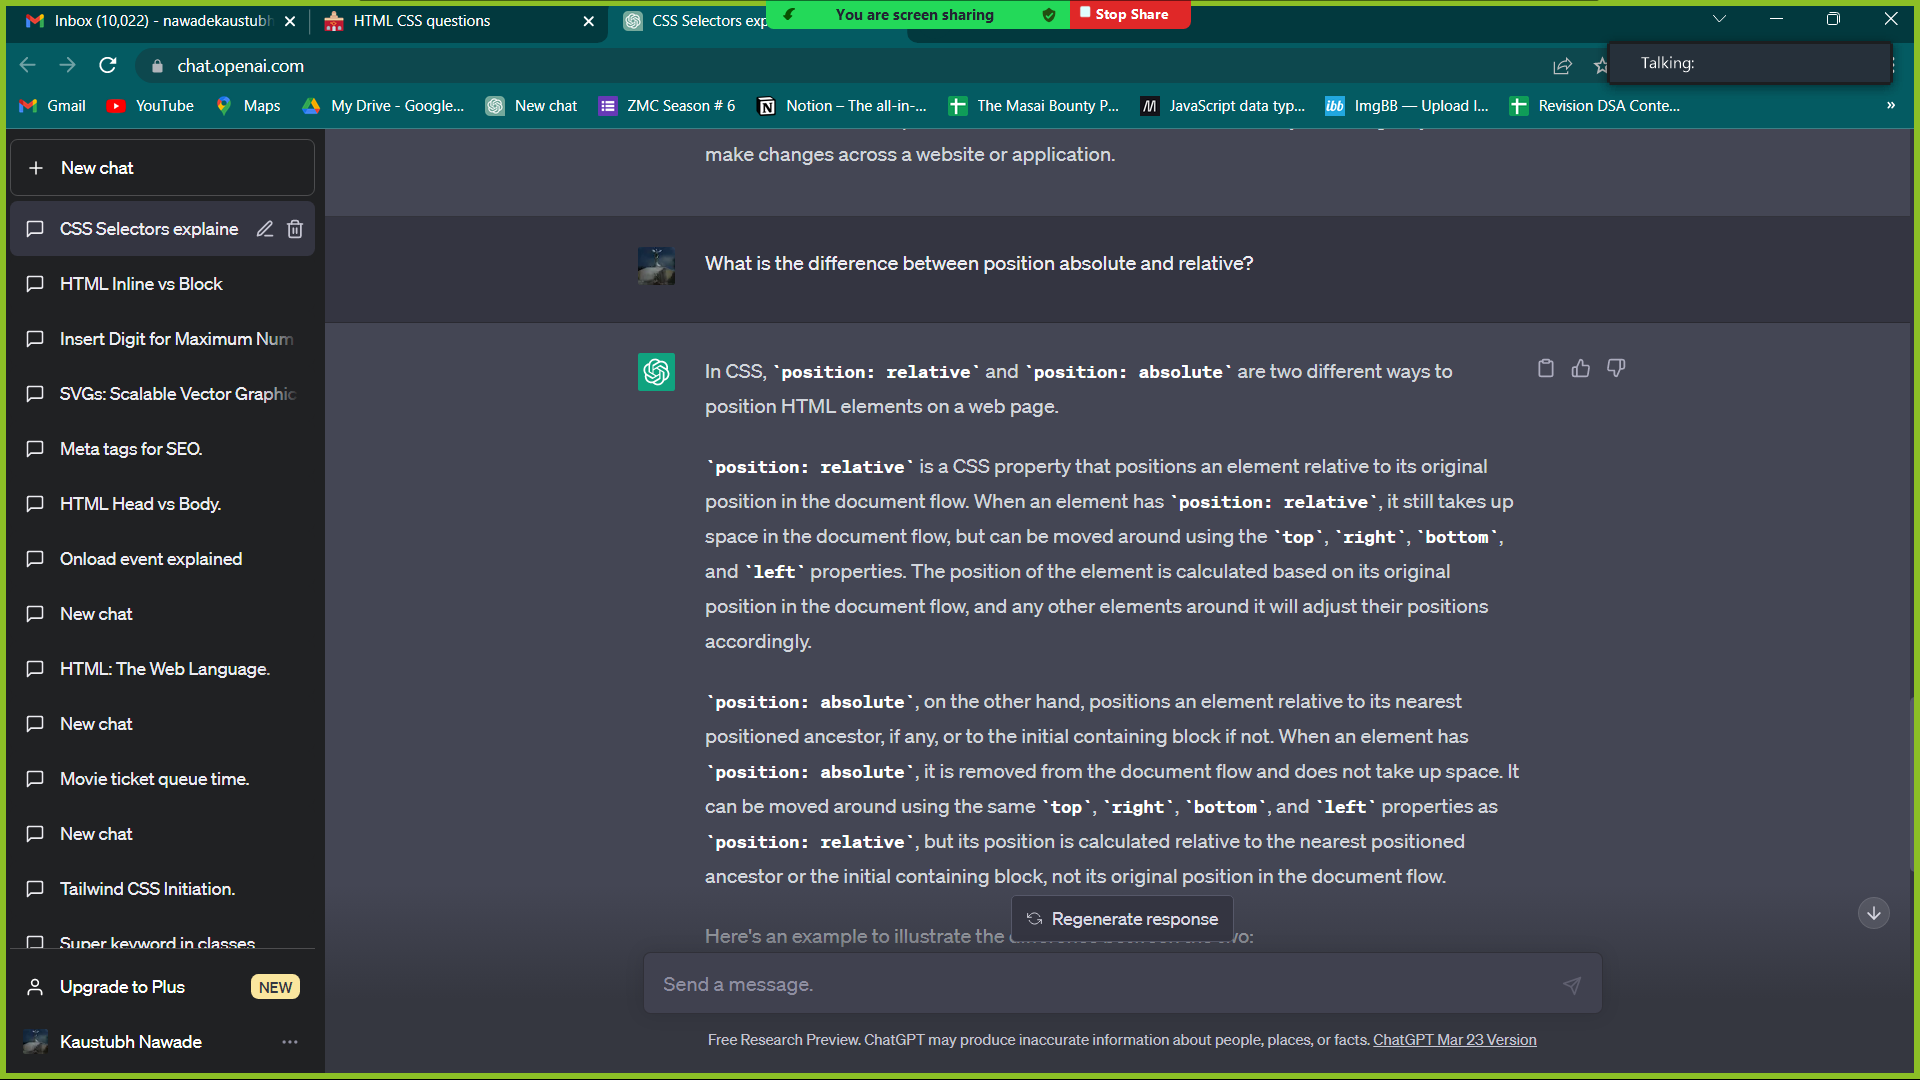 Inbox (10,022) - nawadekaustubh
HTML CSS questions
CSS Selectors exp
You are screen sharing
Stop Share
chat.openai.com
Talking:
Gmail
YouTube
Maps
My Drive - Google...
New chat
ZMC Season # 6
Notion – The all-in-...
The Masai Bounty P...
JavaScript data typ...
ibb
ImgBB — Upload I...
Revision DSA Conte...
»
New chat
CSS Selectors explaine
HTML Inline vs Block
Insert Digit for Maximum Num
SVGs: Scalable Vector Graphic
Meta tags for SEO.
HTML Head vs Body.
Onload event explained
New chat
HTML: The Web Language.
New chat
Movie ticket queue time.
New chat
Tailwind CSS Initiation.
Super keyword in classes
Upgrade to Plus
NEW
Kaustubh Nawade
make changes across a website or application.
What is the difference between position absolute and relative?
In CSS, `position: relative` and `position: absolute` are two different ways to
position HTML elements on a web page.
`position: relative` is a CSS property that positions an element relative to its original
position in the document flow. When an element has `position: relative`, it still takes up
space in the document flow, but can be moved around using the `top`, `right`, `bottom`,
and `left` properties. The position of the element is calculated based on its original
position in the document flow, and any other elements around it will adjust their positions
accordingly.
`position: absolute`, on the other hand, positions an element relative to its nearest
positioned ancestor, if any, or to the initial containing block if not. When an element has
`position: absolute`, it is removed from the document flow and does not take up space. It
can be moved around using the same `top`, `right`, `bottom`, and `left` properties as
`position: relative`, but its position is calculated relative to the nearest positioned
ancestor or the initial containing block, not its original position in the document flow.
Regenerate response
Here's an example to illustrate the difference between the two:
Send a message.
Free Research Preview. ChatGPT may produce inaccurate information about people, places, or facts. ChatGPT Mar 23 Version